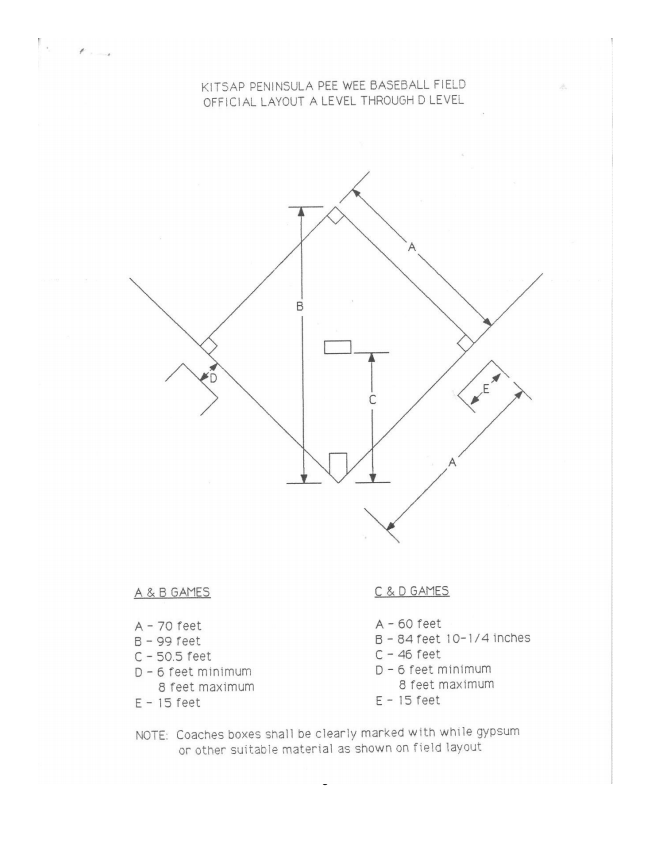 KITSAP PENINSULA PEE WEE BASEBALL FIELD
OFFICIAL LAYOUT A LEVEL THROUGH D LEVEL
A
B
D
C
E
A
A & B GAMES
A - 70 feet
B - 99 feet
C - 50.5 feet
D - 6 feet minimum
8 feet maximum
E - 15 feet
C & D GAMES
A - 60 feet
B - 84 feet 10-1/4 inches
C - 46 feet
D - 6 feet minimum
8 feet maximum
E - 15 feet
NOTE: Coaches boxes shall be clearly marked with while gypsum
or other suitable material as shown on field layout